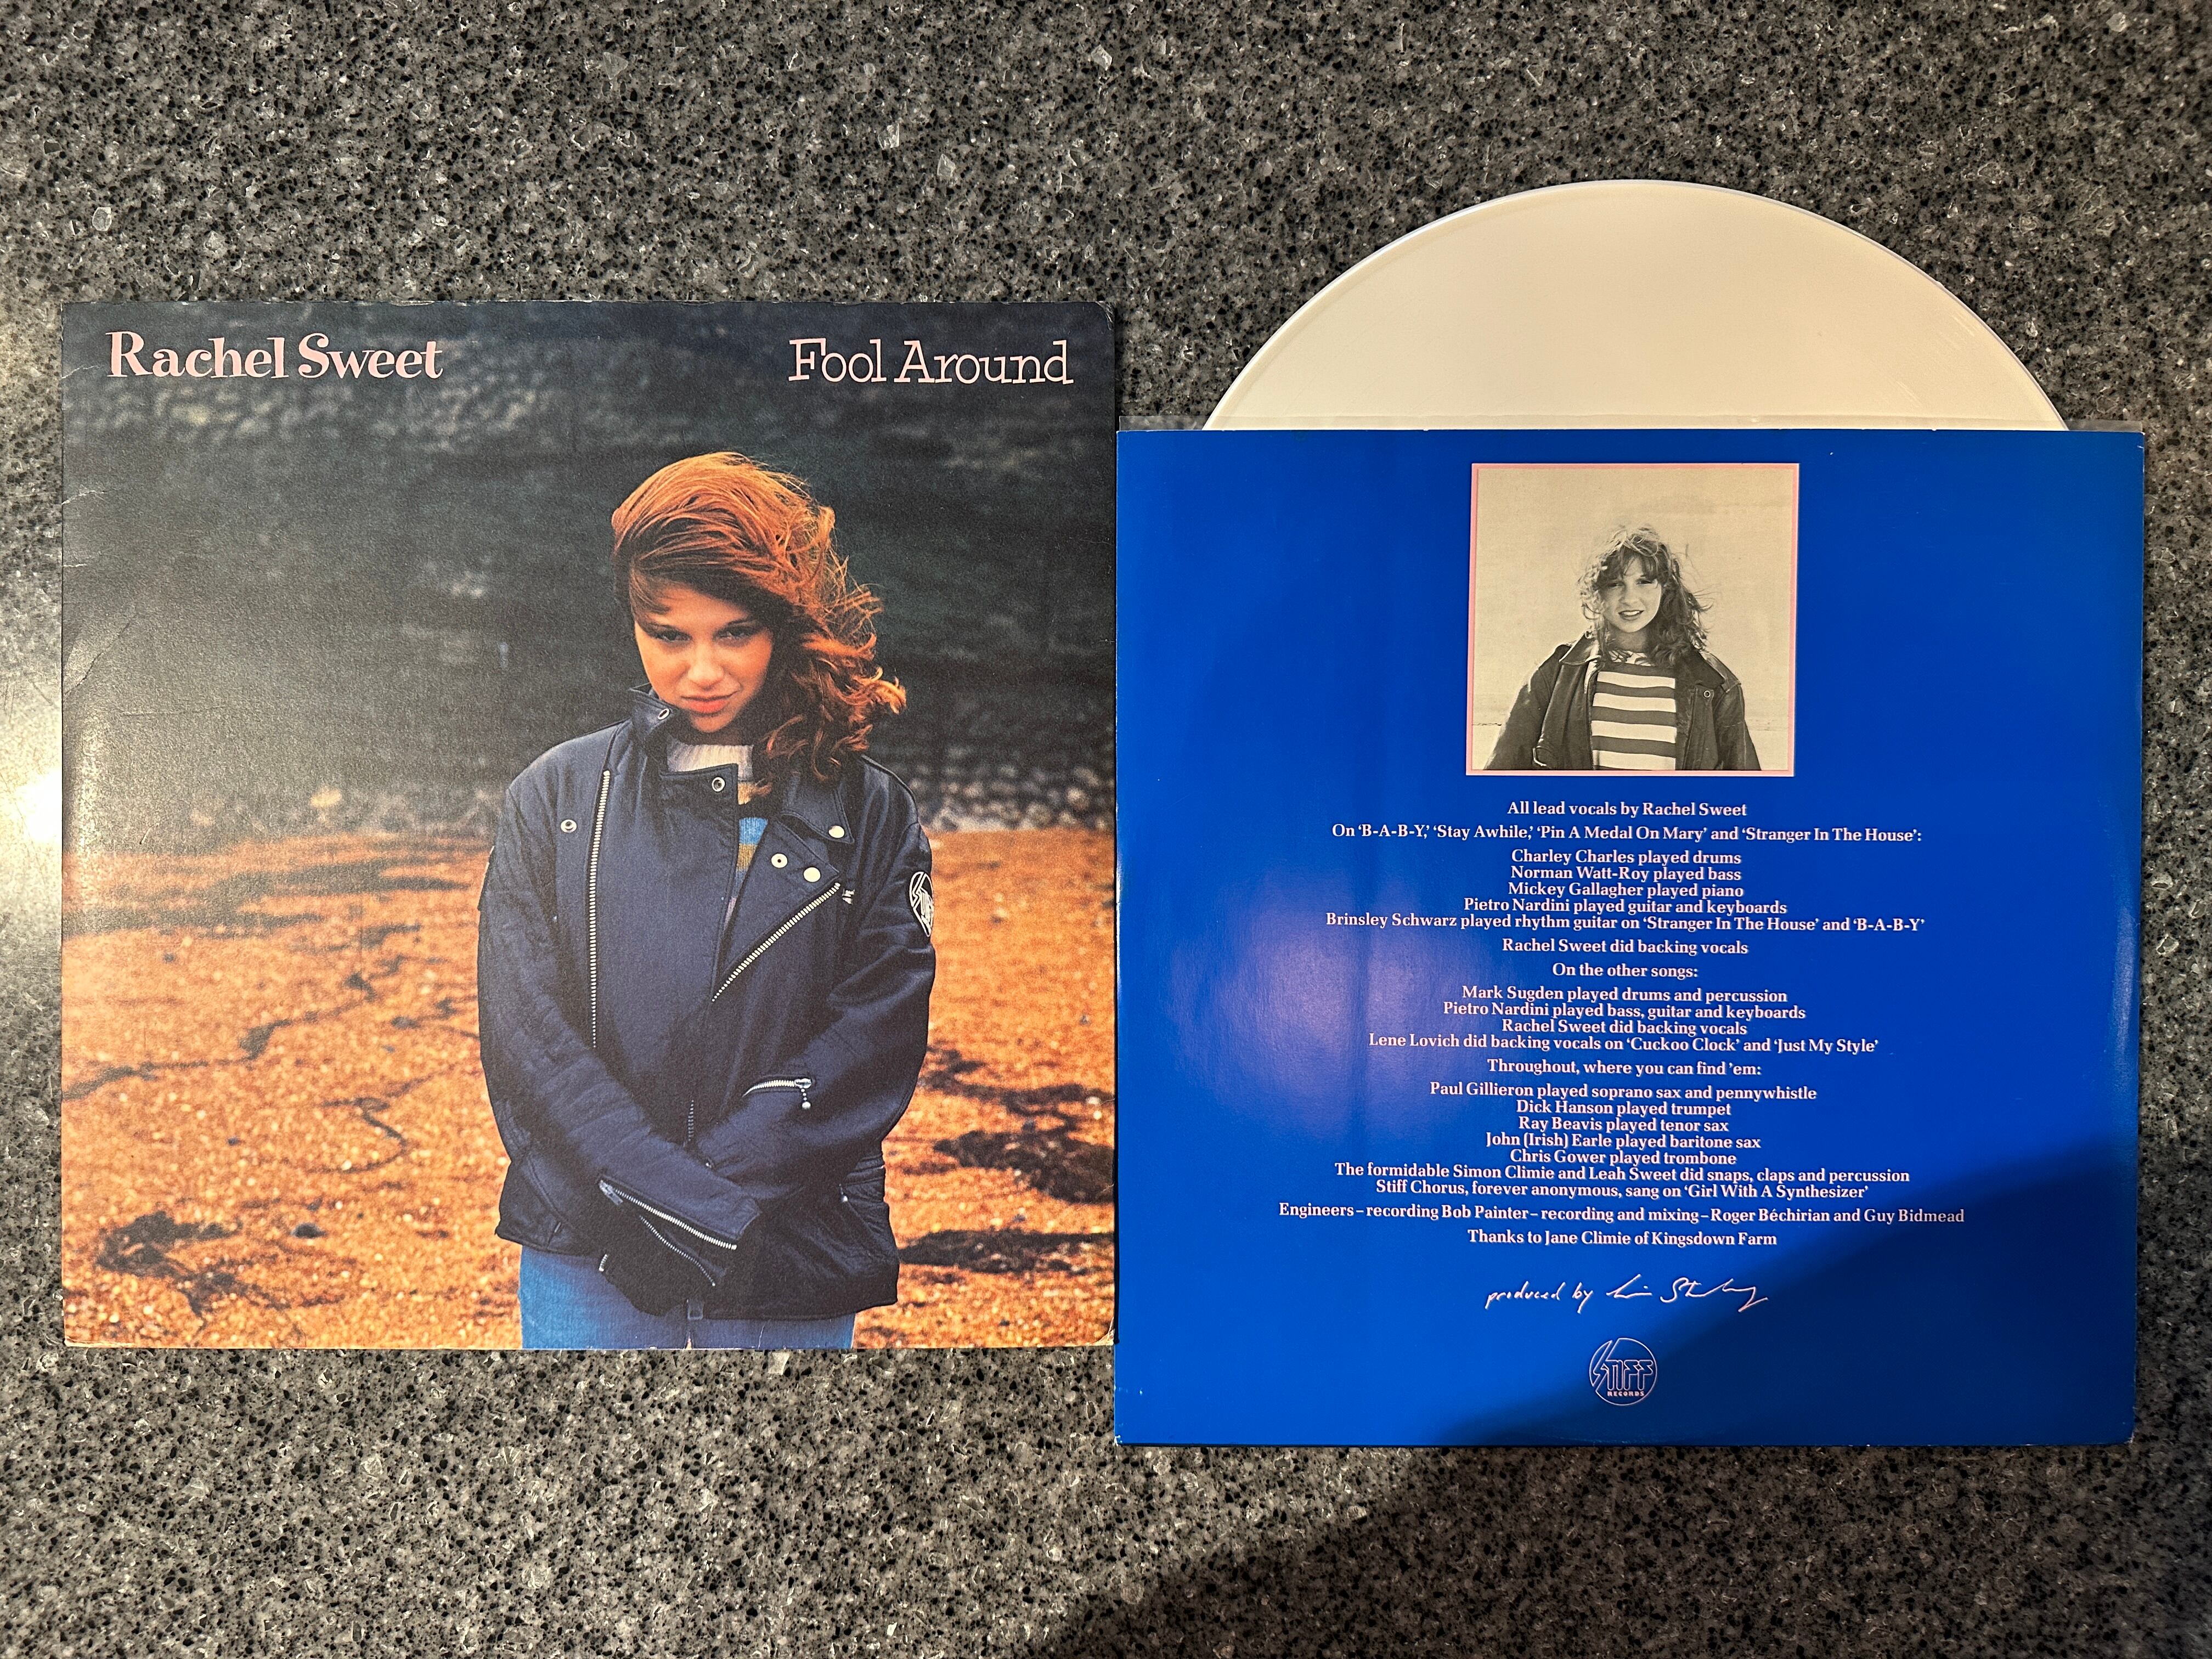 Rachel Sweet
Fool Around
STIFF
All lead vocals by Rachel Sweet
On ‘B-A-B-Y,’ ‘Stay Awhile,’ ‘Pin A Medal On Mary’ and ‘Stranger In The House’:
Charley Charles played drums
Norman Watt-Roy played bass
Mickey Gallagher played piano
Pietro Nardini played guitar and keyboards
Brinsley Schwarz played rhythm guitar on ‘Stranger In The House’ and ‘B-A-B-Y’
Rachel Sweet did backing vocals
On the other songs:
Mark Sugden played drums and percussion
Pietro Nardini played bass, guitar and keyboards
Rachel Sweet did backing vocals
Lene Lovich did backing vocals on ‘Cuckoo Clock’ and ‘Just My Style’
Throughout, where you can find ’em:
Paul Gillieron played soprano sax and pennywhistle
Dick Hanson played trumpet
Ray Beavis played tenor sax
John (Irish) Earle played baritone sax
Chris Gower played trombone
The formidable Simon Climie and Leah Sweet did snaps, claps and percussion
Stiff Chorus, forever anonymous, sang on ‘Girl With A Synthesizer’
Engineers – recording Bob Painter – recording and mixing – Roger Béchirian and Guy Bidmead
Thanks to Jane Climie of Kingsdown Farm
produced by
STIFF
RECORDS